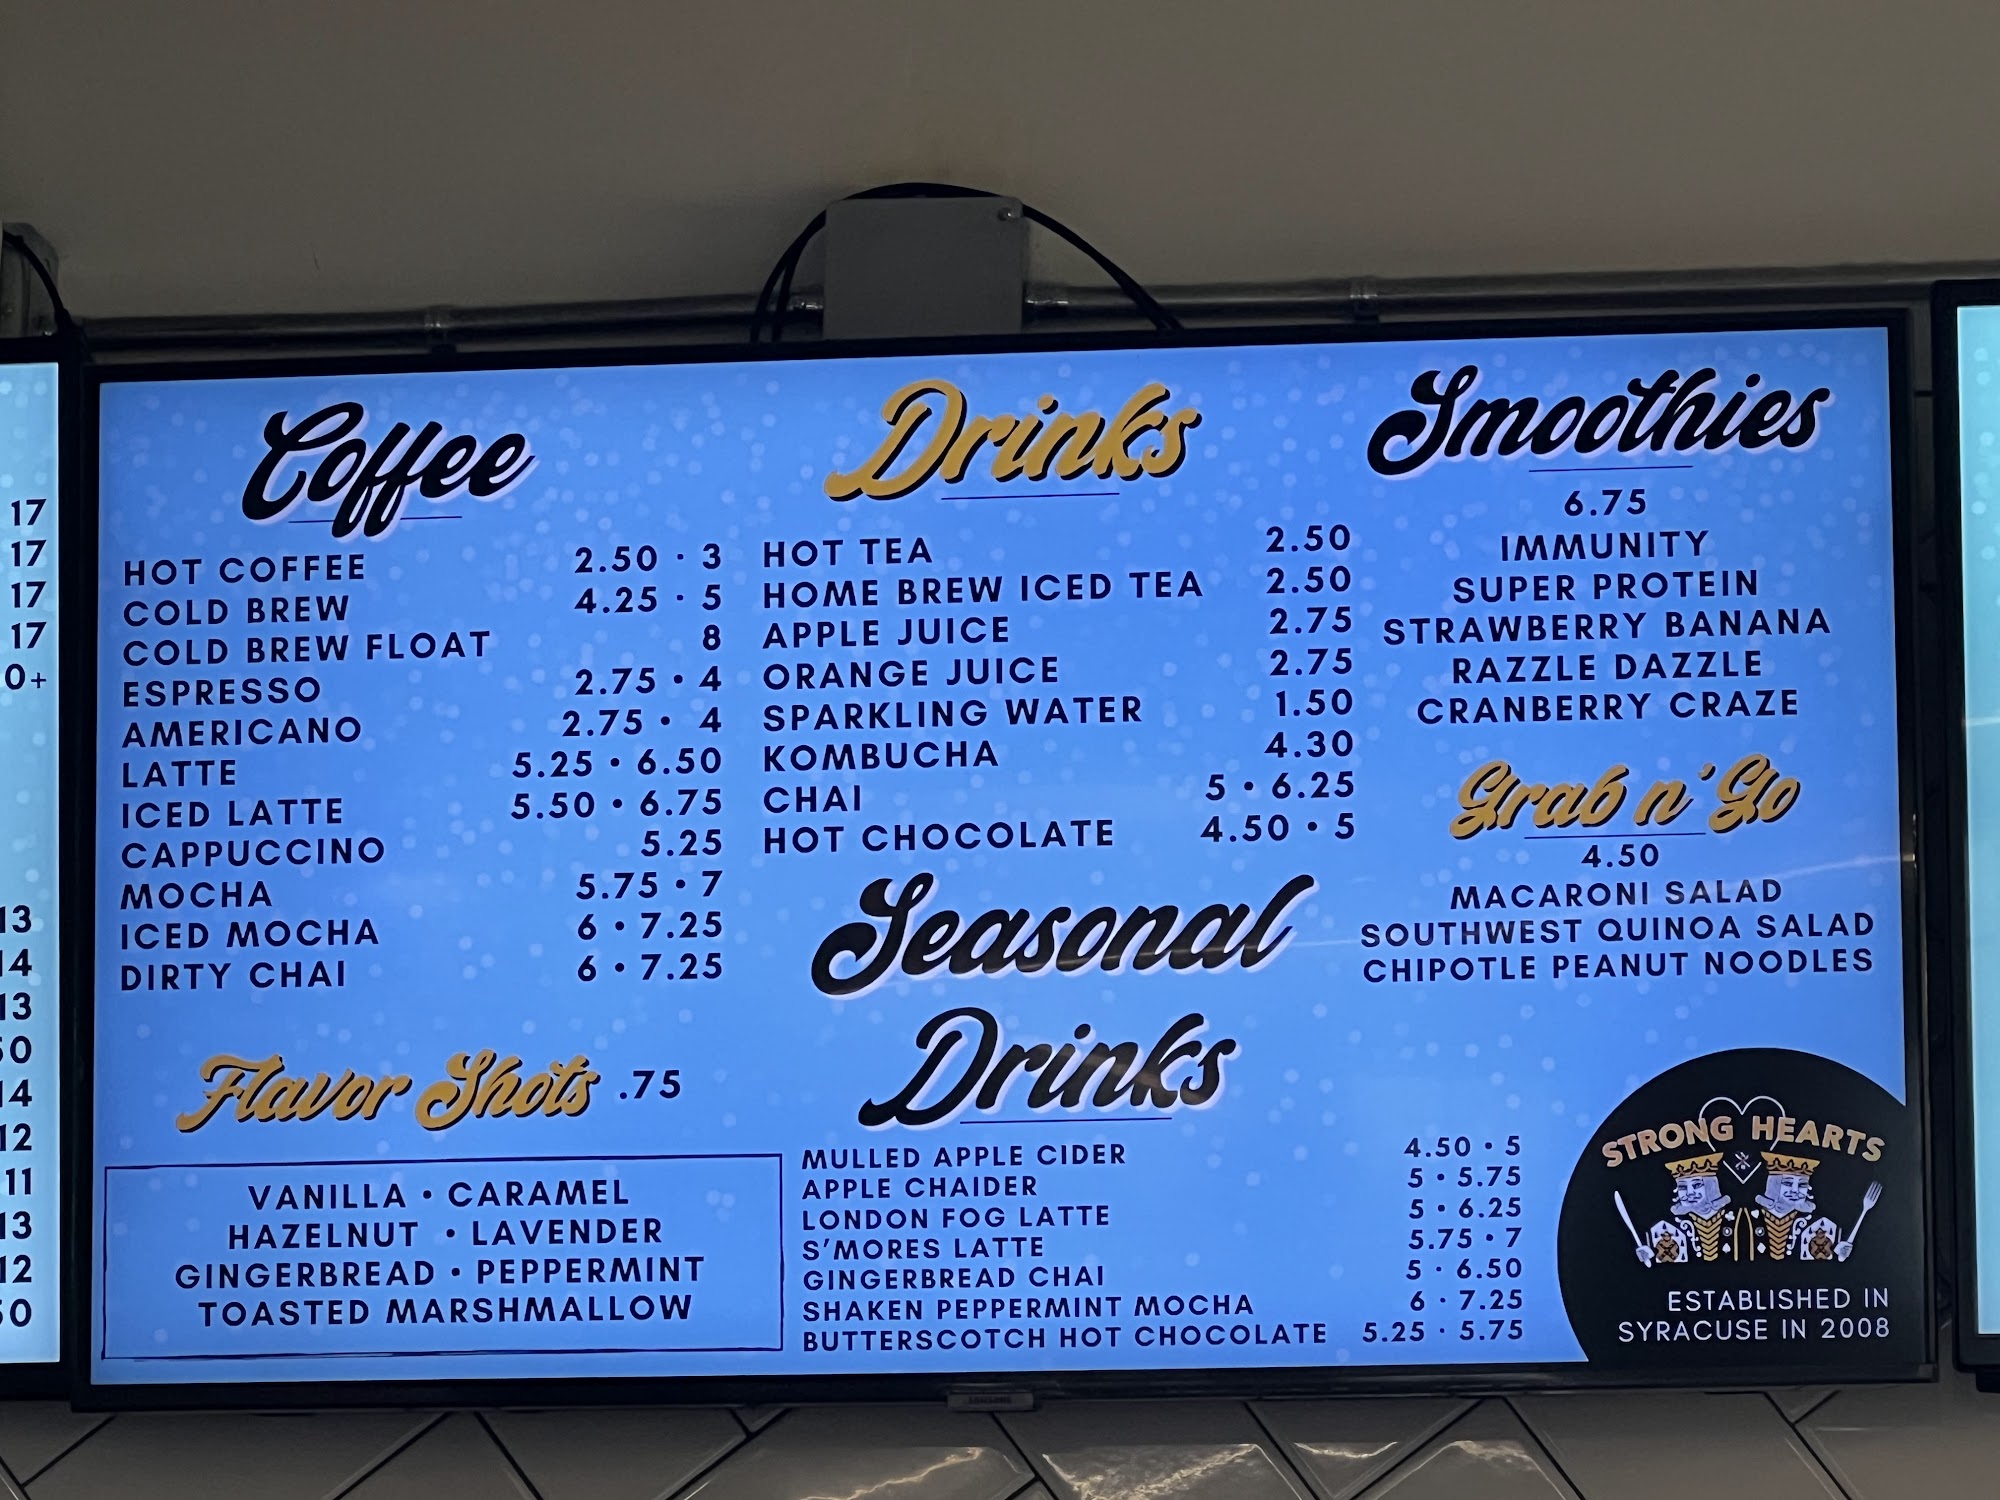 17
17
17
17
0+
13
14
13
50
14
12
11
13
12
50
Coffee
HOT COFFEE 2.50 • 3
COLD BREW 4.25 • 5
COLD BREW FLOAT 8
ESPRESSO 2.75 • 4
AMERICANO 2.75 • 4
LATTE 5.25 • 6.50
ICED LATTE 5.50 • 6.75
CAPPUCCINO 5.25
MOCHA 5.75 • 7
ICED MOCHA 6 • 7.25
DIRTY CHAI 6 • 7.25
Flavor Shots .75
VANILLA • CARAMEL
HAZELNUT • LAVENDER
GINGERBREAD • PEPPERMINT
TOASTED MARSHMALLOW
Drinks
HOT TEA 2.50
HOME BREW ICED TEA 2.50
APPLE JUICE 2.75
ORANGE JUICE 2.75
SPARKLING WATER 1.50
KOMBUCHA 4.30
CHAI 5 • 6.25
HOT CHOCOLATE 4.50 • 5
Seasonal
Drinks
MULLED APPLE CIDER 4.50 • 5
APPLE CHAIDER 5 • 5.75
LONDON FOG LATTE 5 • 6.25
S'MORES LATTE 5.75 • 7
GINGERBREAD CHAI 5 • 6.50
SHAKEN PEPPERMINT MOCHA 6 • 7.25
BUTTERSCOTCH HOT CHOCOLATE 5.25 • 5.75
Smoothies
6.75
IMMUNITY
SUPER PROTEIN
STRAWBERRY BANANA
RAZZLE DAZZLE
CRANBERRY CRAZE
Grab n' Go
4.50
MACARONI SALAD
SOUTHWEST QUINOA SALAD
CHIPOTLE PEANUT NOODLES
STRONG HEARTS
ESTABLISHED IN
SYRACUSE IN 2008